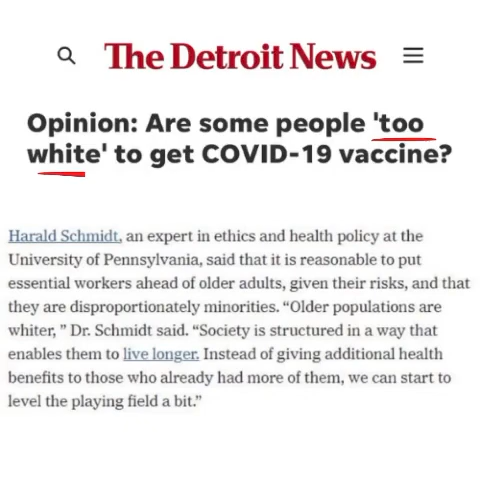 The Detroit News
Opinion: Are some people 'too
white' to get COVID-19 vaccine?
Harald Schmidt, an expert in ethics and health policy at the
University of Pennsylvania, said that it is reasonable to put
essential workers ahead of older adults, given their risks, and that
they are disproportionately minorities. “Older populations are
whiter, ” Dr. Schmidt said. “Society is structured in a way that
enables them to live longer. Instead of giving additional health
benefits to those who already had more of them, we can start to
level the playing field a bit.”